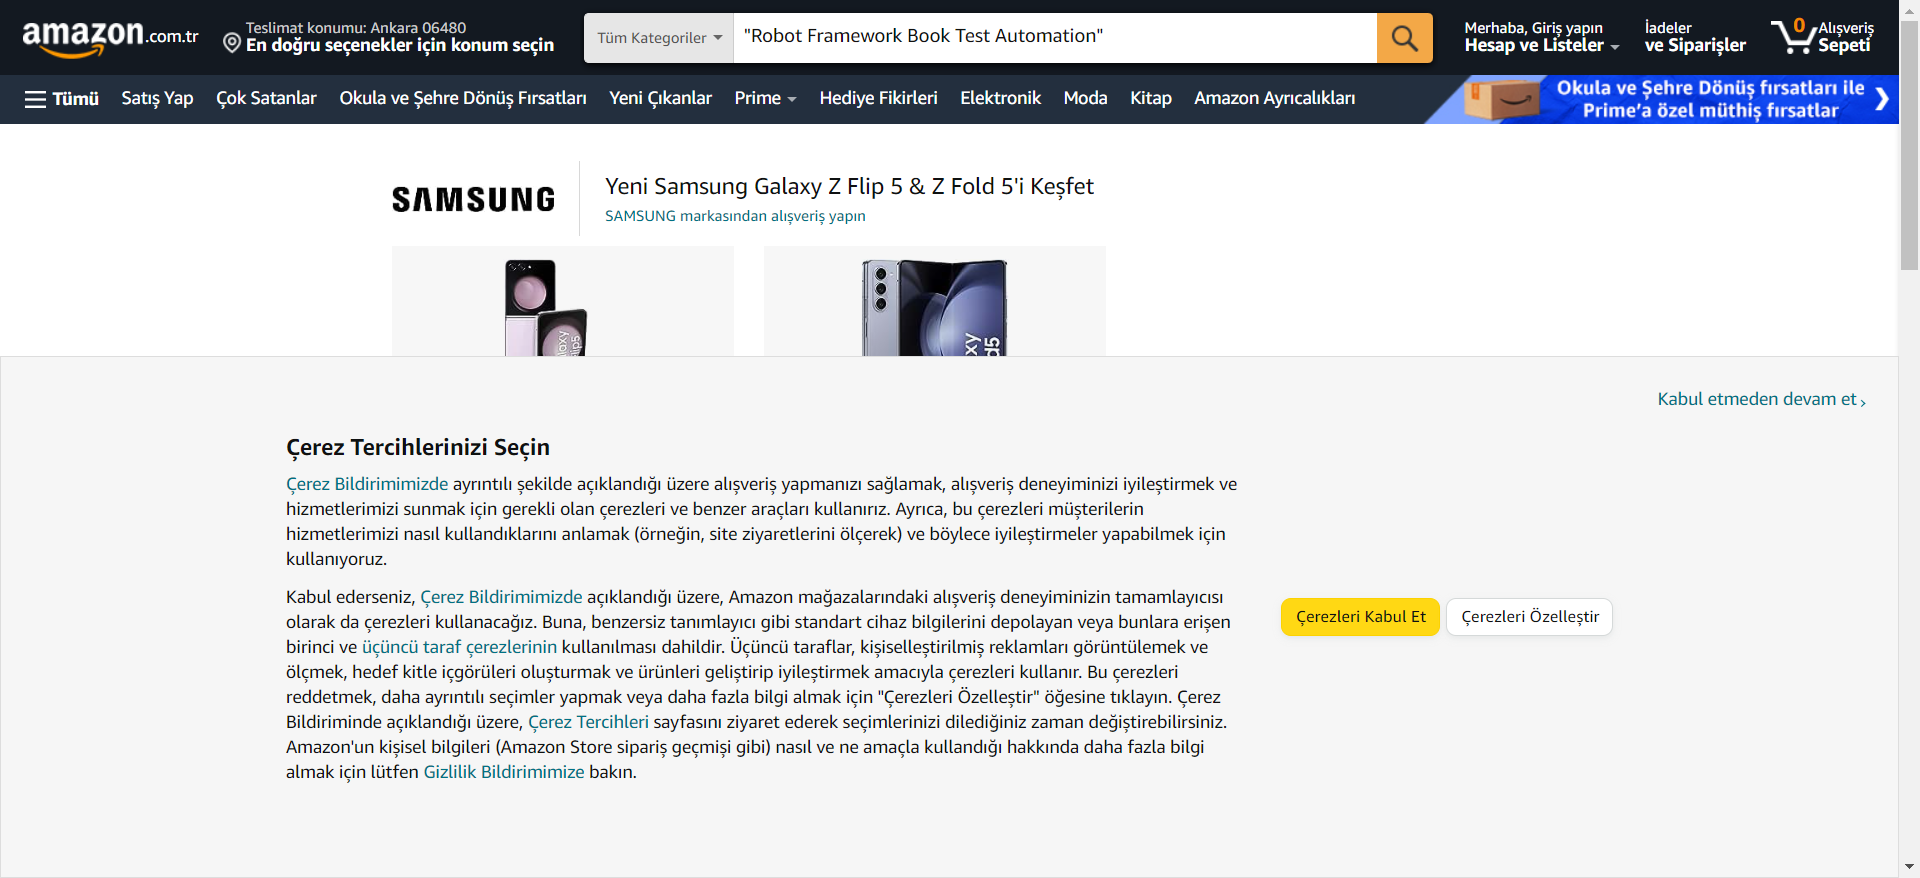 amazon.com.tr
Teslimat konumu: Ankara 06480
En doğru seçenekler için konum seçin
Tüm Kategoriler
"Robot Framework Book Test Automation"
Merhaba, Giriş yapın
Hesap ve Listeler
İadeler
ve Siparişler
0
Alışveriş
Sepeti
Tümü
Satış Yap
Çok Satanlar
Okula ve Şehre Dönüş Fırsatları
Yeni Çıkanlar
Prime
Hediye Fikirleri
Elektronik
Moda
Kitap
Amazon Ayrıcalıkları
Okula ve Şehre Dönüş fırsatları ile
Prime’a özel müthiş fırsatlar
SAMSUNG
Yeni Samsung Galaxy Z Flip 5 & Z Fold 5'i Keşfet
SAMSUNG markasından alışveriş yapın
Kabul etmeden devam et
Çerez Tercihlerinizi Seçin
Çerez Bildirimimizde ayrıntılı şekilde açıklandığı üzere alışveriş yapmanızı sağlamak, alışveriş deneyiminizi iyileştirmek ve
hizmetlerimizi sunmak için gerekli olan çerezleri ve benzer araçları kullanırız. Ayrıca, bu çerezleri müşterilerin
hizmetlerimizi nasıl kullandıklarını anlamak (örneğin, site ziyaretlerini ölçerek) ve böylece iyileştirmeler yapabilmek için
kullanıyoruz.
Kabul ederseniz, Çerez Bildirimimizde açıklandığı üzere, Amazon mağazalarındaki alışveriş deneyiminizin tamamlayıcısı
olarak da çerezleri kullanacağız. Buna, benzersiz tanımlayıcı gibi standart cihaz bilgilerini depolayan veya bunlara erişen
birinci ve üçüncü taraf çerezlerinin kullanılması dahildir. Üçüncü taraflar, kişiselleştirilmiş reklamları görüntülemek ve
ölçmek, hedef kitle içgörüleri oluşturmak ve ürünleri geliştirip iyileştirmek amacıyla çerezleri kullanır. Bu çerezleri
reddetmek, daha ayrıntılı seçimler yapmak veya daha fazla bilgi almak için "Çerezleri Özelleştir" öğesine tıklayın. Çerez
Bildiriminde açıklandığı üzere, Çerez Tercihleri sayfasını ziyaret ederek seçimlerinizi dilediğiniz zaman değiştirebilirsiniz.
Amazon'un kişisel bilgileri (Amazon Store sipariş geçmişi gibi) nasıl ve ne amaçla kullandığı hakkında daha fazla bilgi
almak için lütfen Gizlilik Bildirimimize bakın.
Çerezleri Kabul Et
Çerezleri Özelleştir